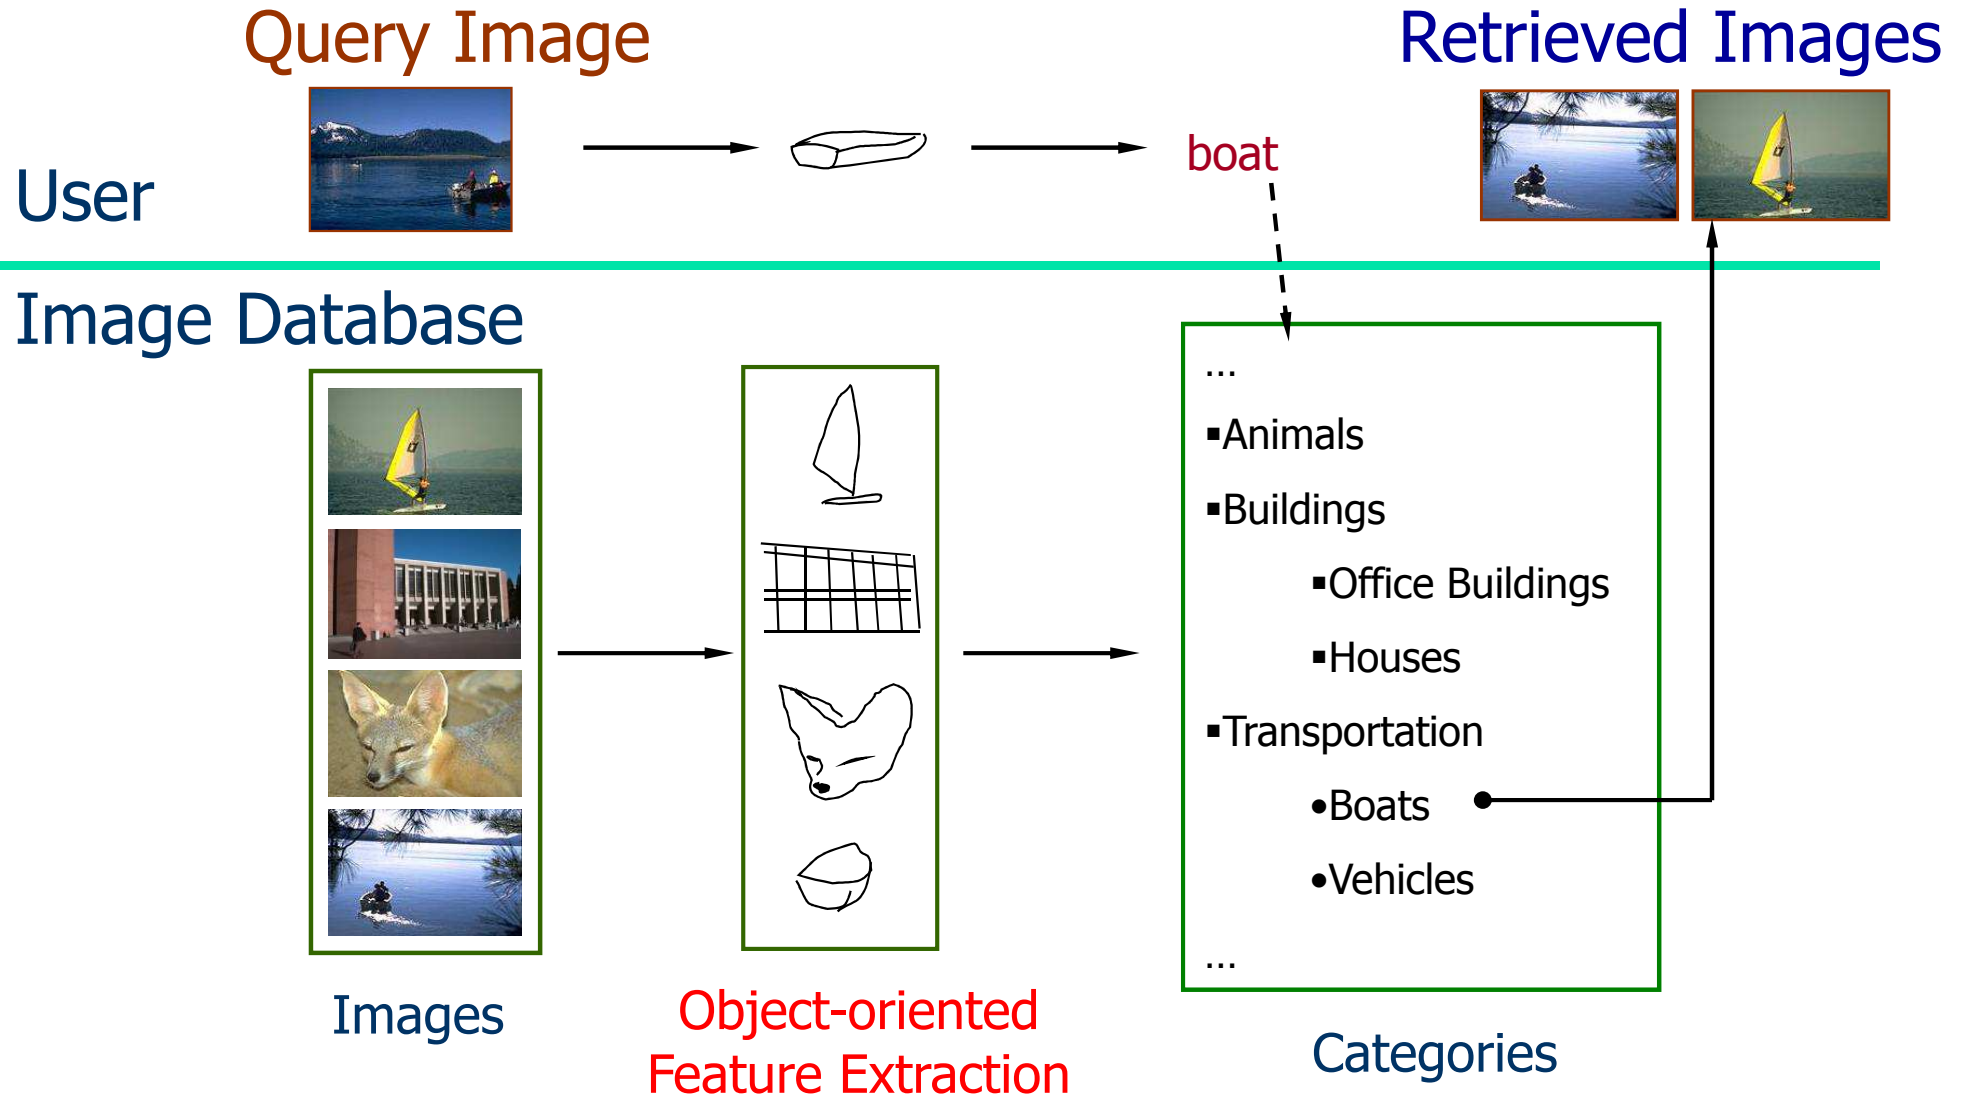 Query Image
Retrieved Images
boat
User
Image Database
...
▪Animals
▪Buildings
▪Office Buildings
▪Houses
▪Transportation
•Boats
•Vehicles
...
Images
Object-oriented
Feature Extraction
Categories